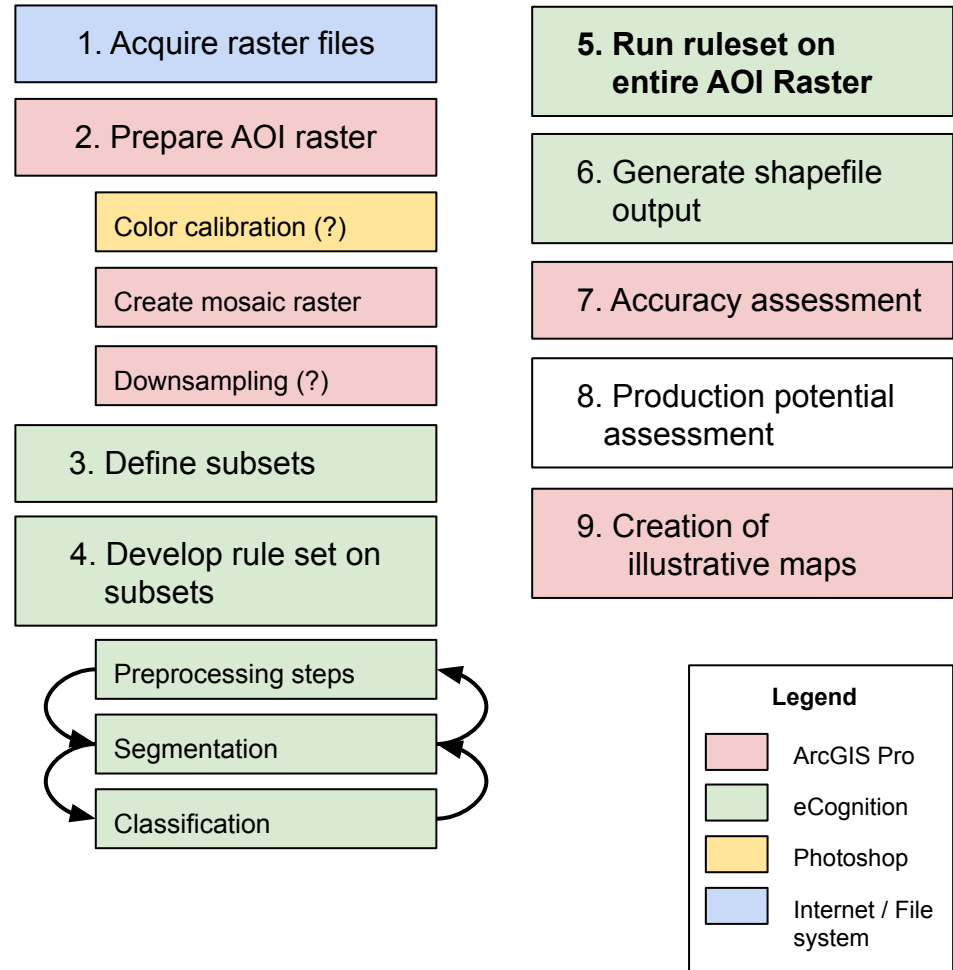 1. Acquire raster files
2. Prepare AOI raster
Color calibration (?)
Create mosaic raster
Downsampling (?)
3. Define subsets
4. Develop rule set on
subsets
Preprocessing steps
Segmentation
Classification
5. Run ruleset on
entire AOI Raster
6. Generate shapefile
output
7. Accuracy assessment
8. Production potential
assessment
9. Creation of
illustrative maps
Legend
ArcGIS Pro
eCognition
Photoshop
Internet / File
system